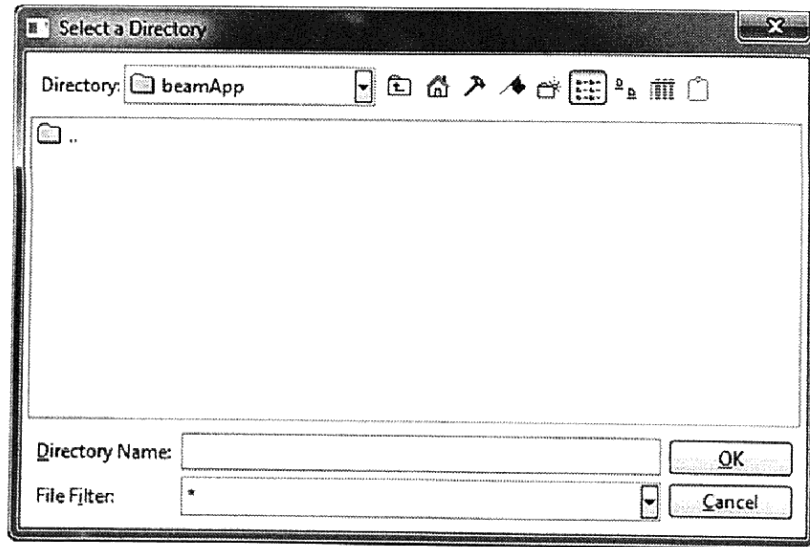 Select a Directory
Directory: beamApp
..
Directory Name:
OK
File Filter: *
Cancel